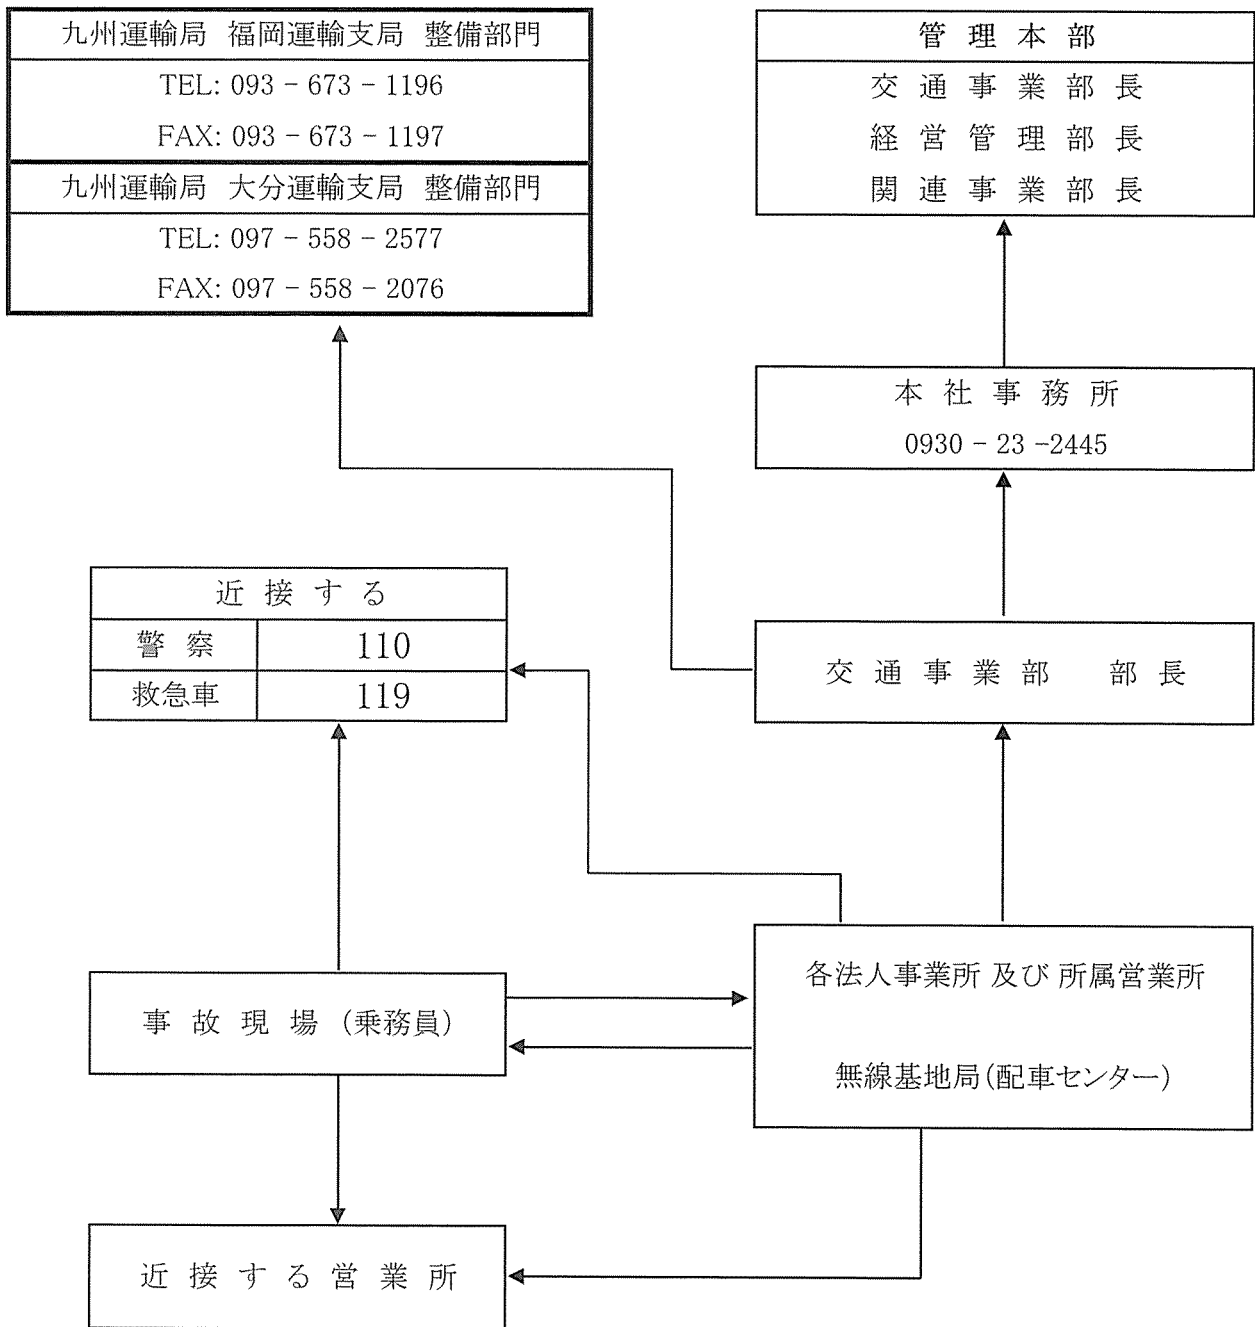 九州運輸局 福岡運輸支局 整備部門
TEL: 093 - 673 - 1196
FAX: 093 - 673 - 1197
九州運輸局 大分運輸支局 整備部門
TEL: 097 - 558 - 2577
FAX: 097 - 558 - 2076
管理本部
交通事業部長
経営管理部長
関連事業部長
本社事務所
0930 - 23 -2445
近接する
警察 110
救急車 119
交通事業部 部長
事故現場(乗務員)
各法人事業所 及び 所属営業所
無線基地局(配車センター)
近接する営業所